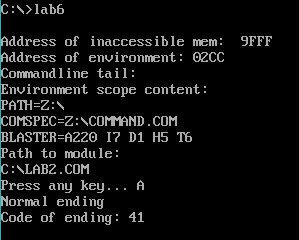 C:\>lab6
Address of inaccessible mem:  9FFF
Address of environment: 02CC
Commandline tail:
Environment scope content:
PATH=Z:\
COMSPEC=Z:\COMMAND.COM
BLASTER=A220 I7 D1 H5 T6
Path to module:
C:\LAB2.COM
Press any key... A
Normal ending
Code of ending: 41